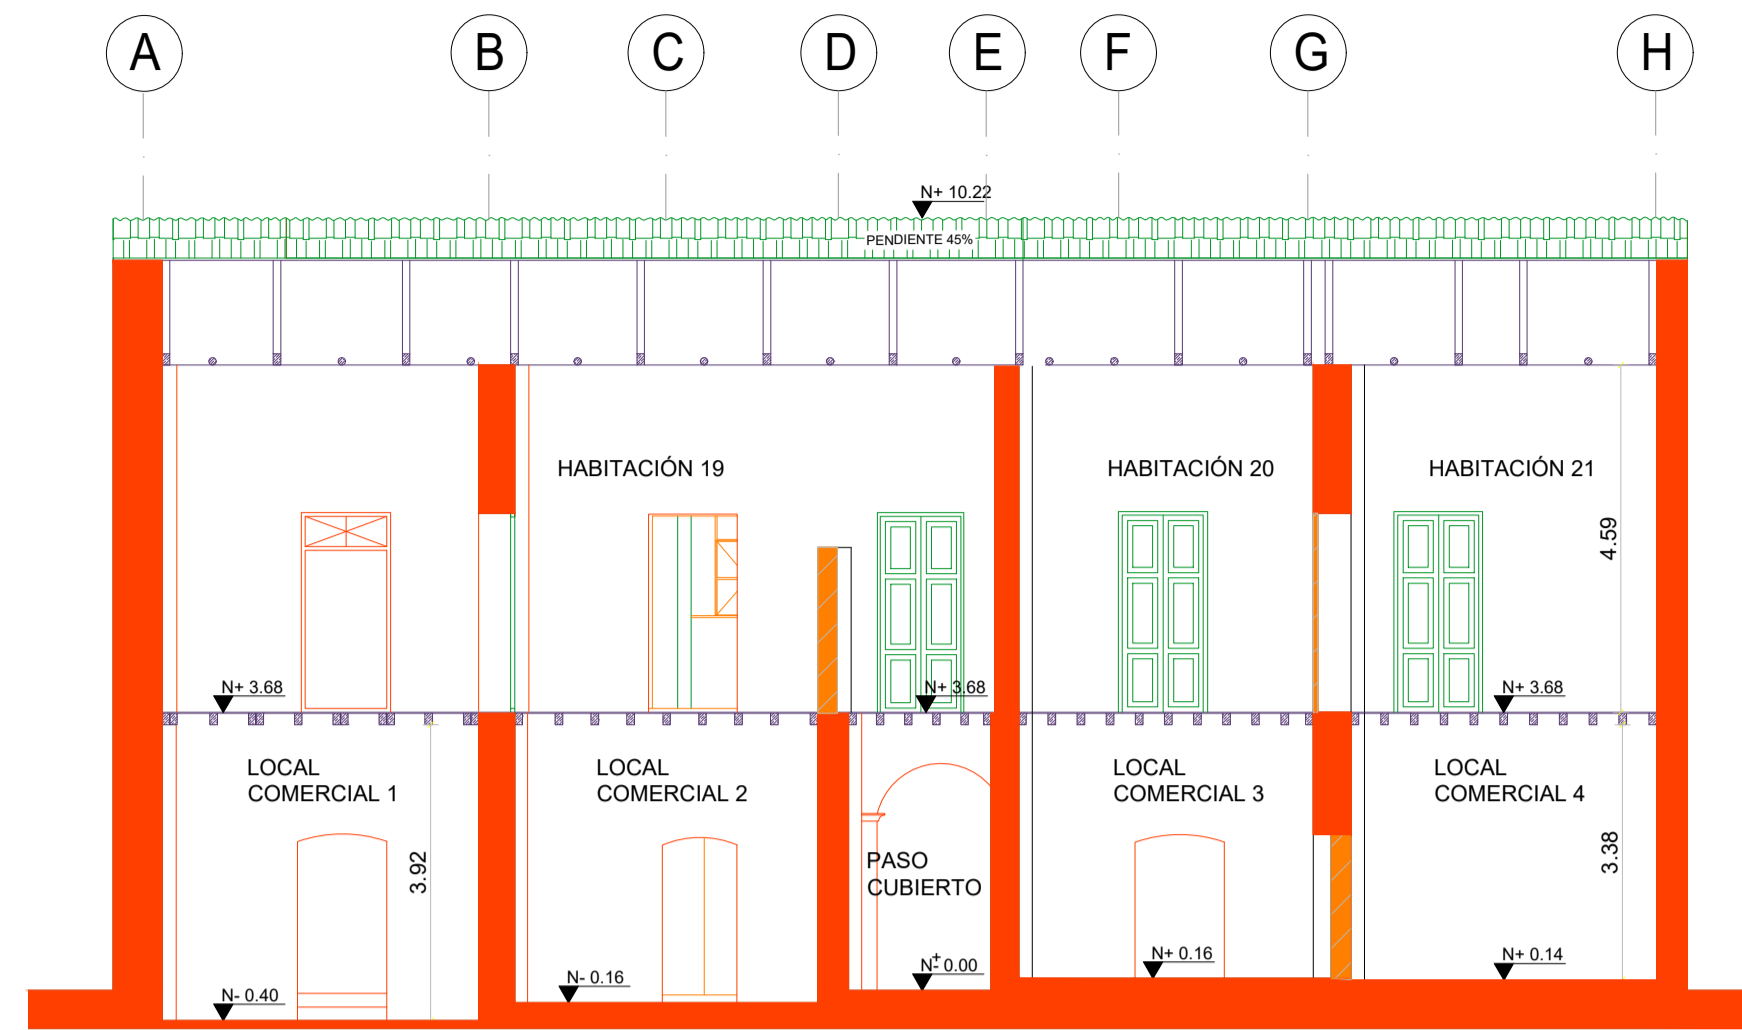 A B C D E F G H
N+ 10.22
PENDIENTE 45%
HABITACIÓN 19
HABITACIÓN 20
HABITACIÓN 21
4.59
N+ 3.68
N+ 3.68
N+ 3.68
LOCAL
COMERCIAL 1
LOCAL
COMERCIAL 2
LOCAL
COMERCIAL 3
LOCAL
COMERCIAL 4
3.92
PASO
CUBIERTO
3.38
N- 0.40
N- 0.16
N± 0.00
N+ 0.16
N+ 0.14